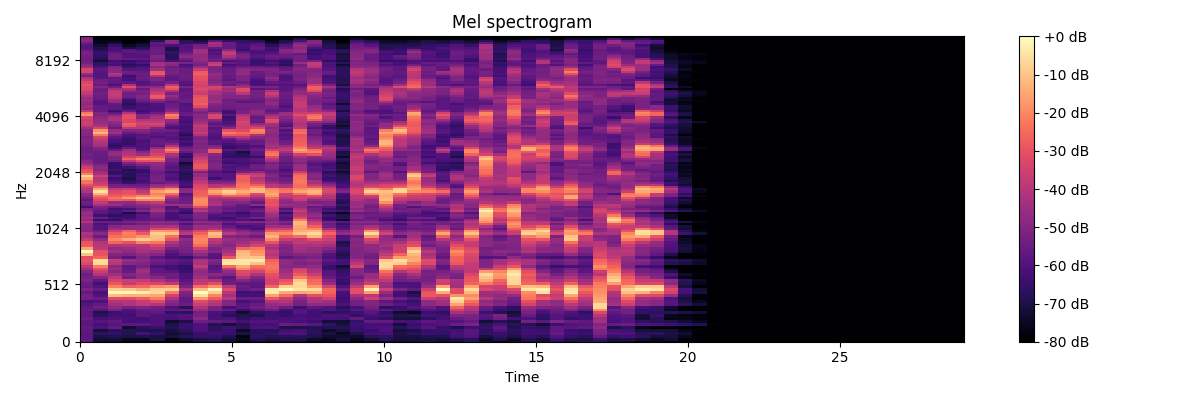 Mel spectrogram
8192
4096
2048
1024
512
0
Hz
0 5 10 15 20 25
Time
+0 dB
-10 dB
-20 dB
-30 dB
-40 dB
-50 dB
-60 dB
-70 dB
-80 dB